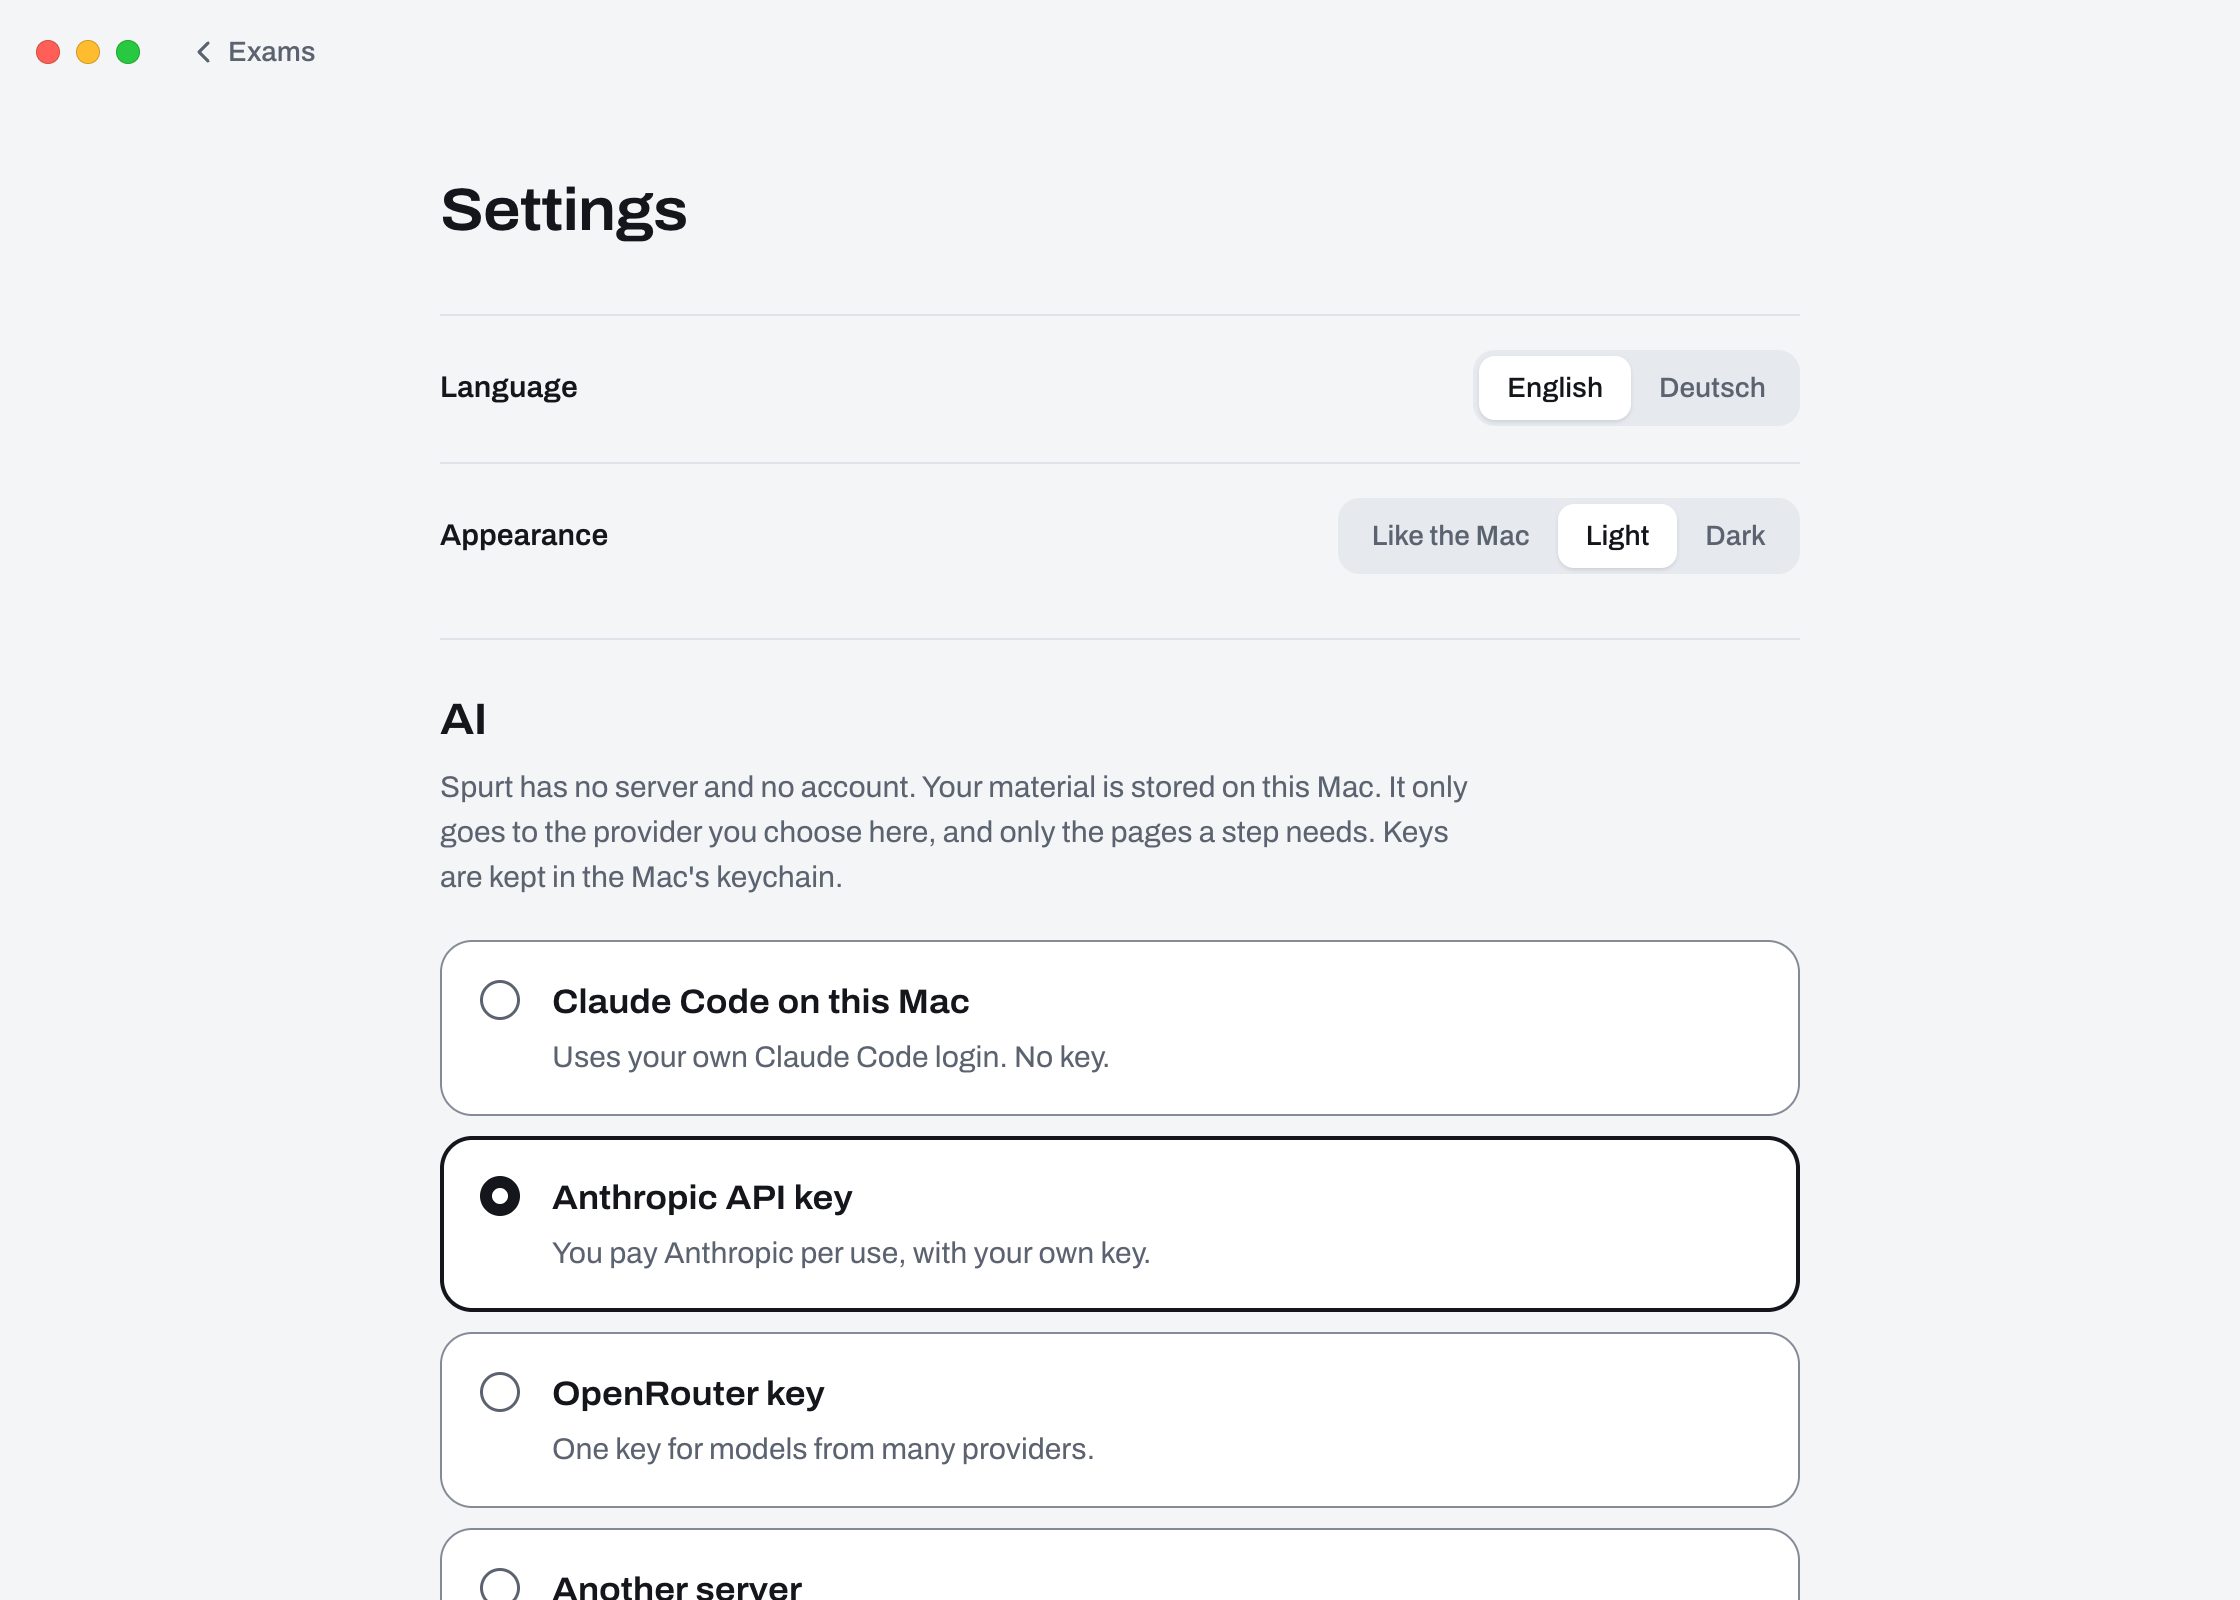 Exams
Settings
Language
English
Deutsch
Appearance
Like the Mac
Light
Dark
AI
Spurt has no server and no account. Your material is stored on this Mac. It only
goes to the provider you choose here, and only the pages a step needs. Keys
are kept in the Mac's keychain.
Claude Code on this Mac
Uses your own Claude Code login. No key.
Anthropic API key
You pay Anthropic per use, with your own key.
OpenRouter key
One key for models from many providers.
Another server